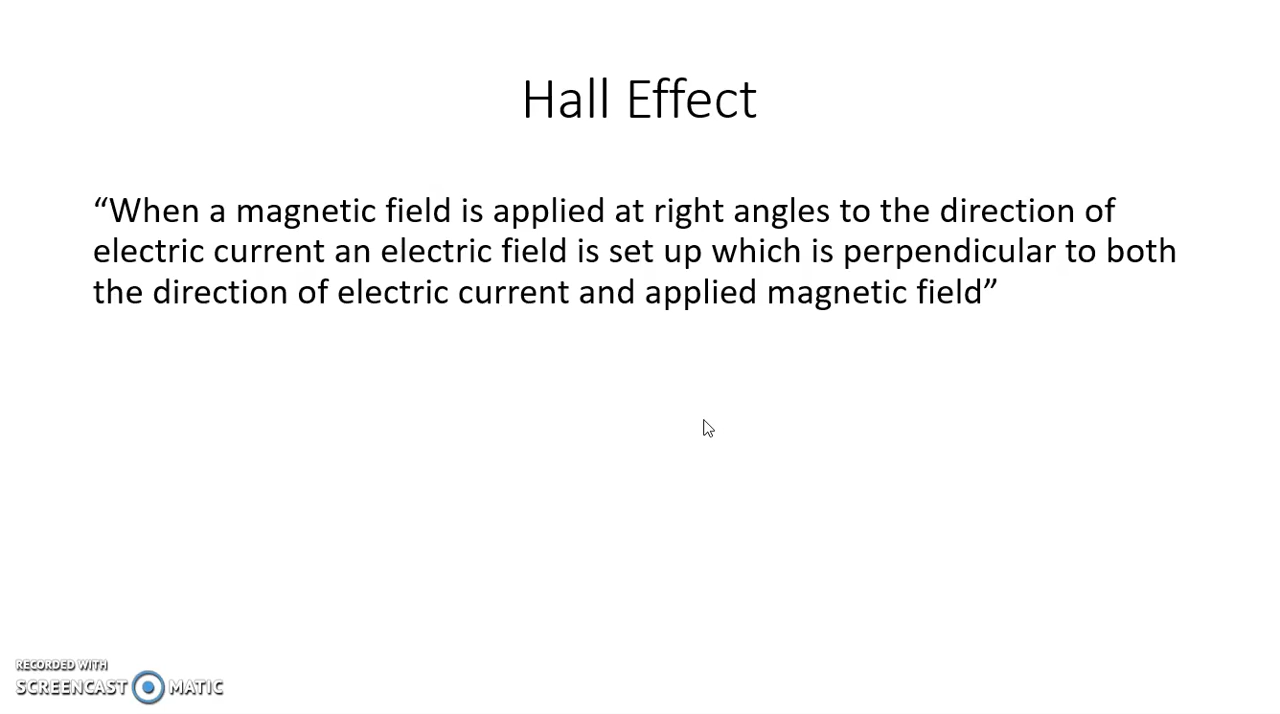 Hall Effect
“When a magnetic field is applied at right angles to the direction of
electric current an electric field is set up which is perpendicular to both
the direction of electric current and applied magnetic field”
RECORDED WITH
SCREENCAST MATIC